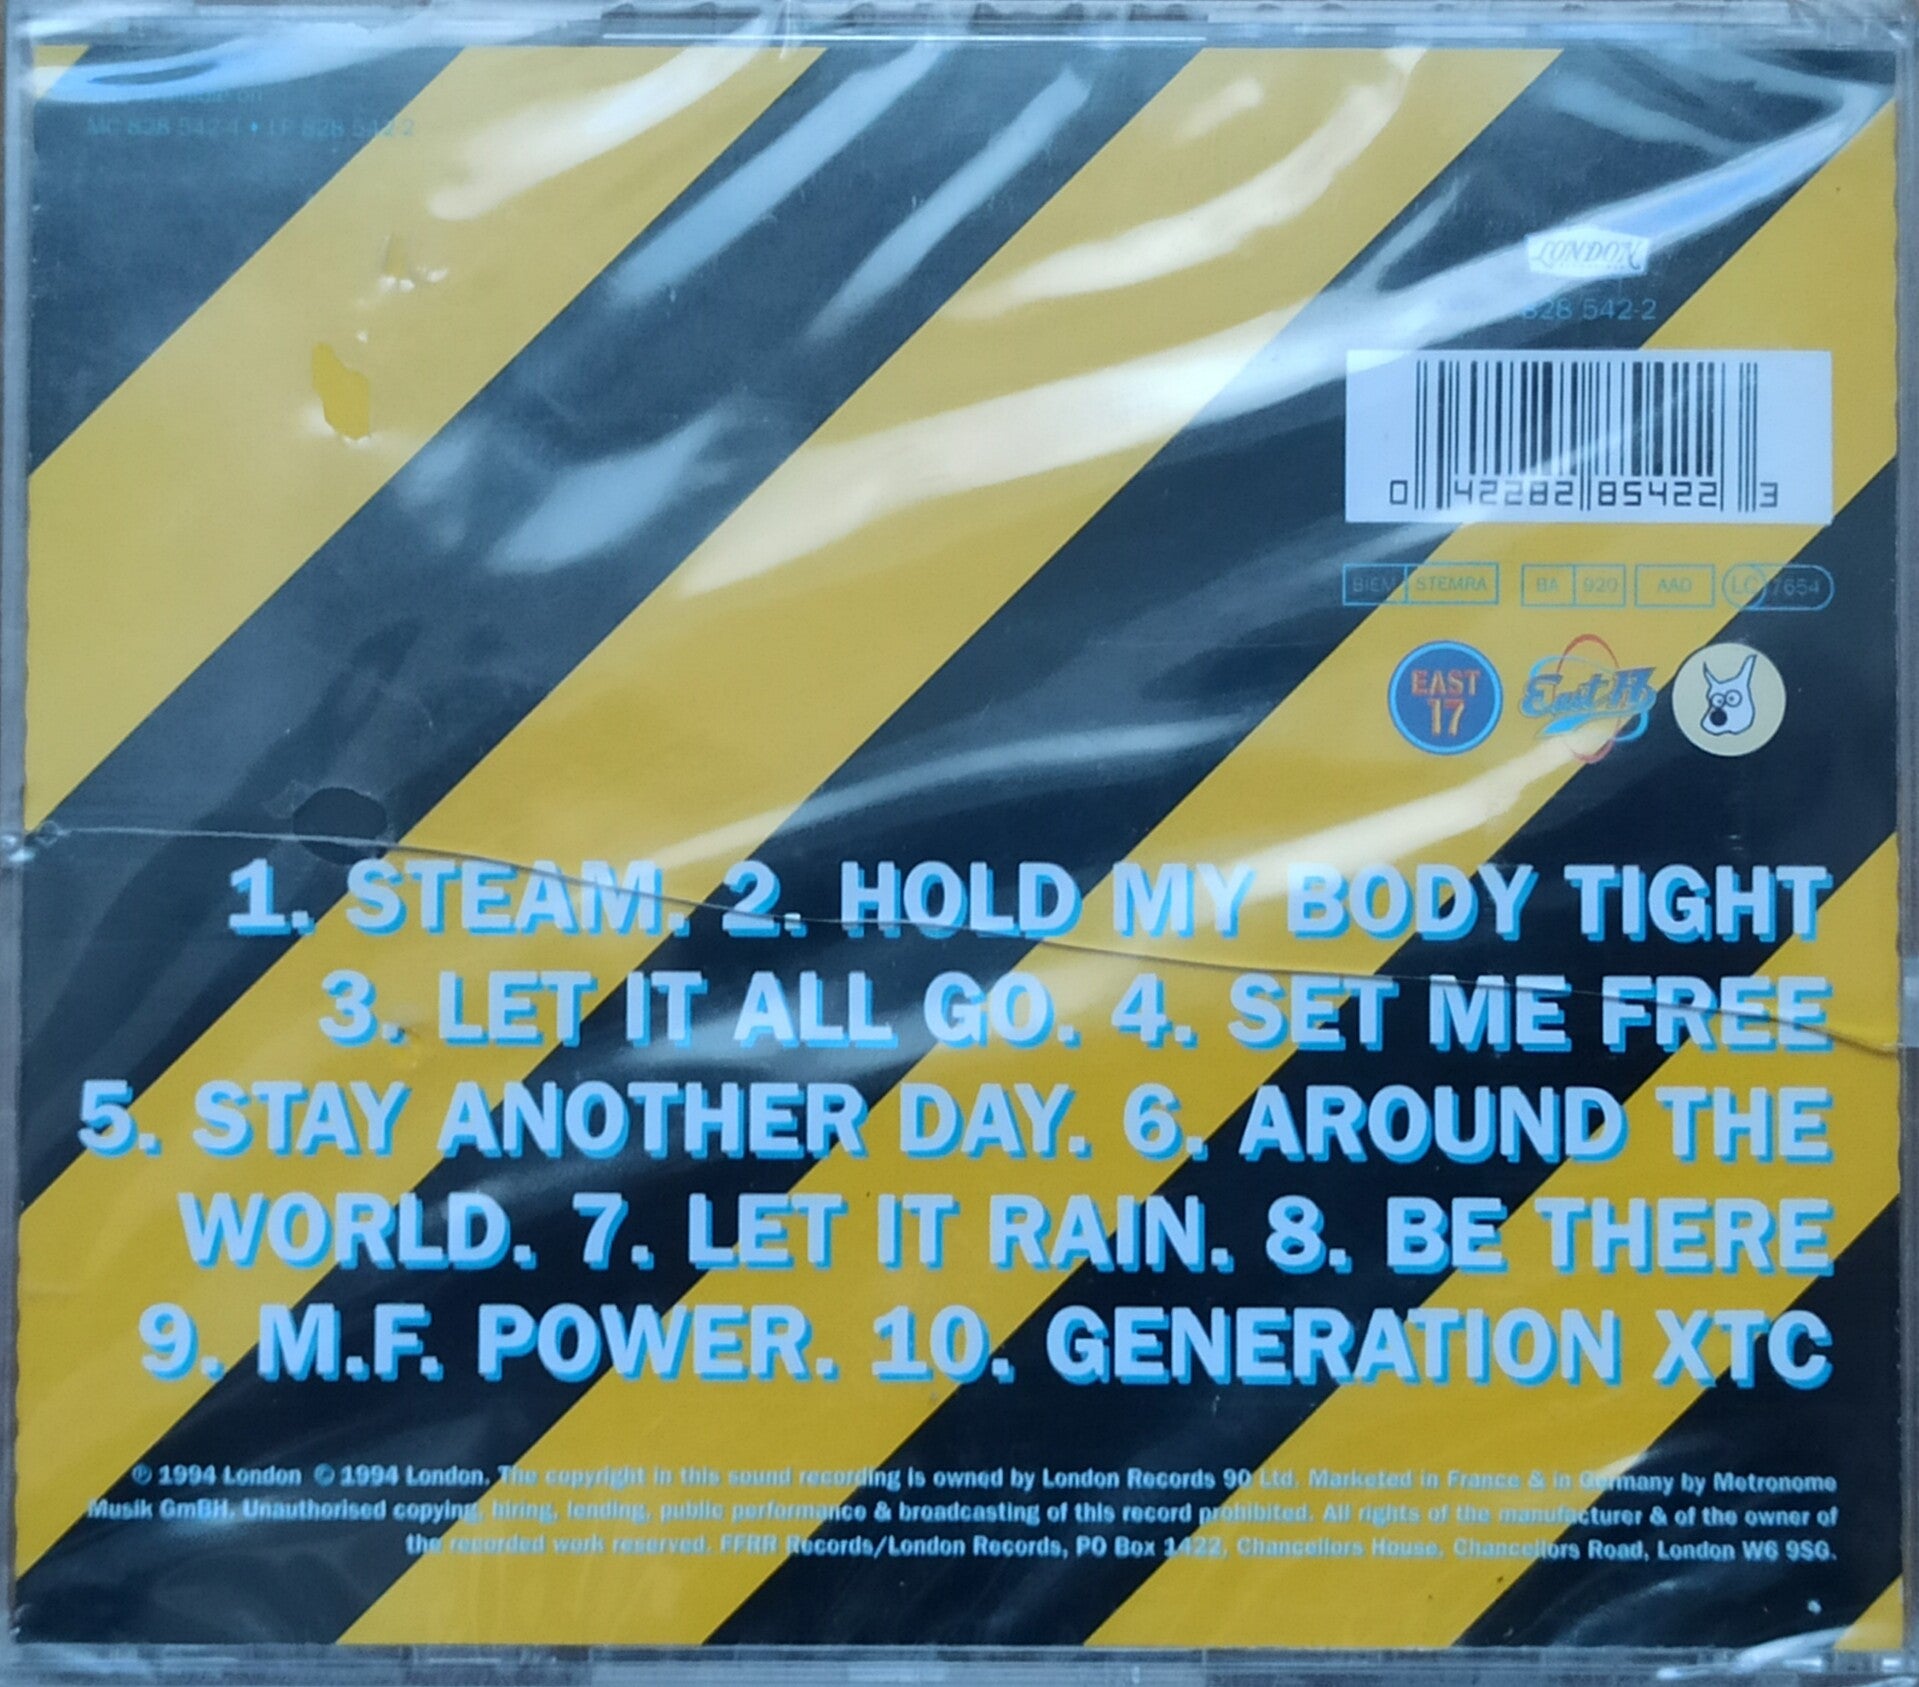 MC 828 542-4 • LP 828 542-2
LONDON
828 542-2
0 42282 85422 3
BIEM STEMRA BA 920 AAD LC 7654
EAST 17
East 17
1. STEAM. 2. HOLD MY BODY TIGHT
3. LET IT ALL GO. 4. SET ME FREE
5. STAY ANOTHER DAY. 6. AROUND THE
WORLD. 7. LET IT RAIN. 8. BE THERE
9. M.F. POWER. 10. GENERATION XTC
℗ 1994 London © 1994 London. The copyright in this sound recording is owned by London Records 90 Ltd. Marketed in France & in Germany by Metronome
Musik GmBH. Unauthorised copying, hiring, lending, public performance & broadcasting of this record prohibited. All rights of the manufacturer & of the owner of
the recorded work reserved. FFRR Records/London Records, PO Box 1422, Chancellors House, Chancellors Road, London W6 9SG.